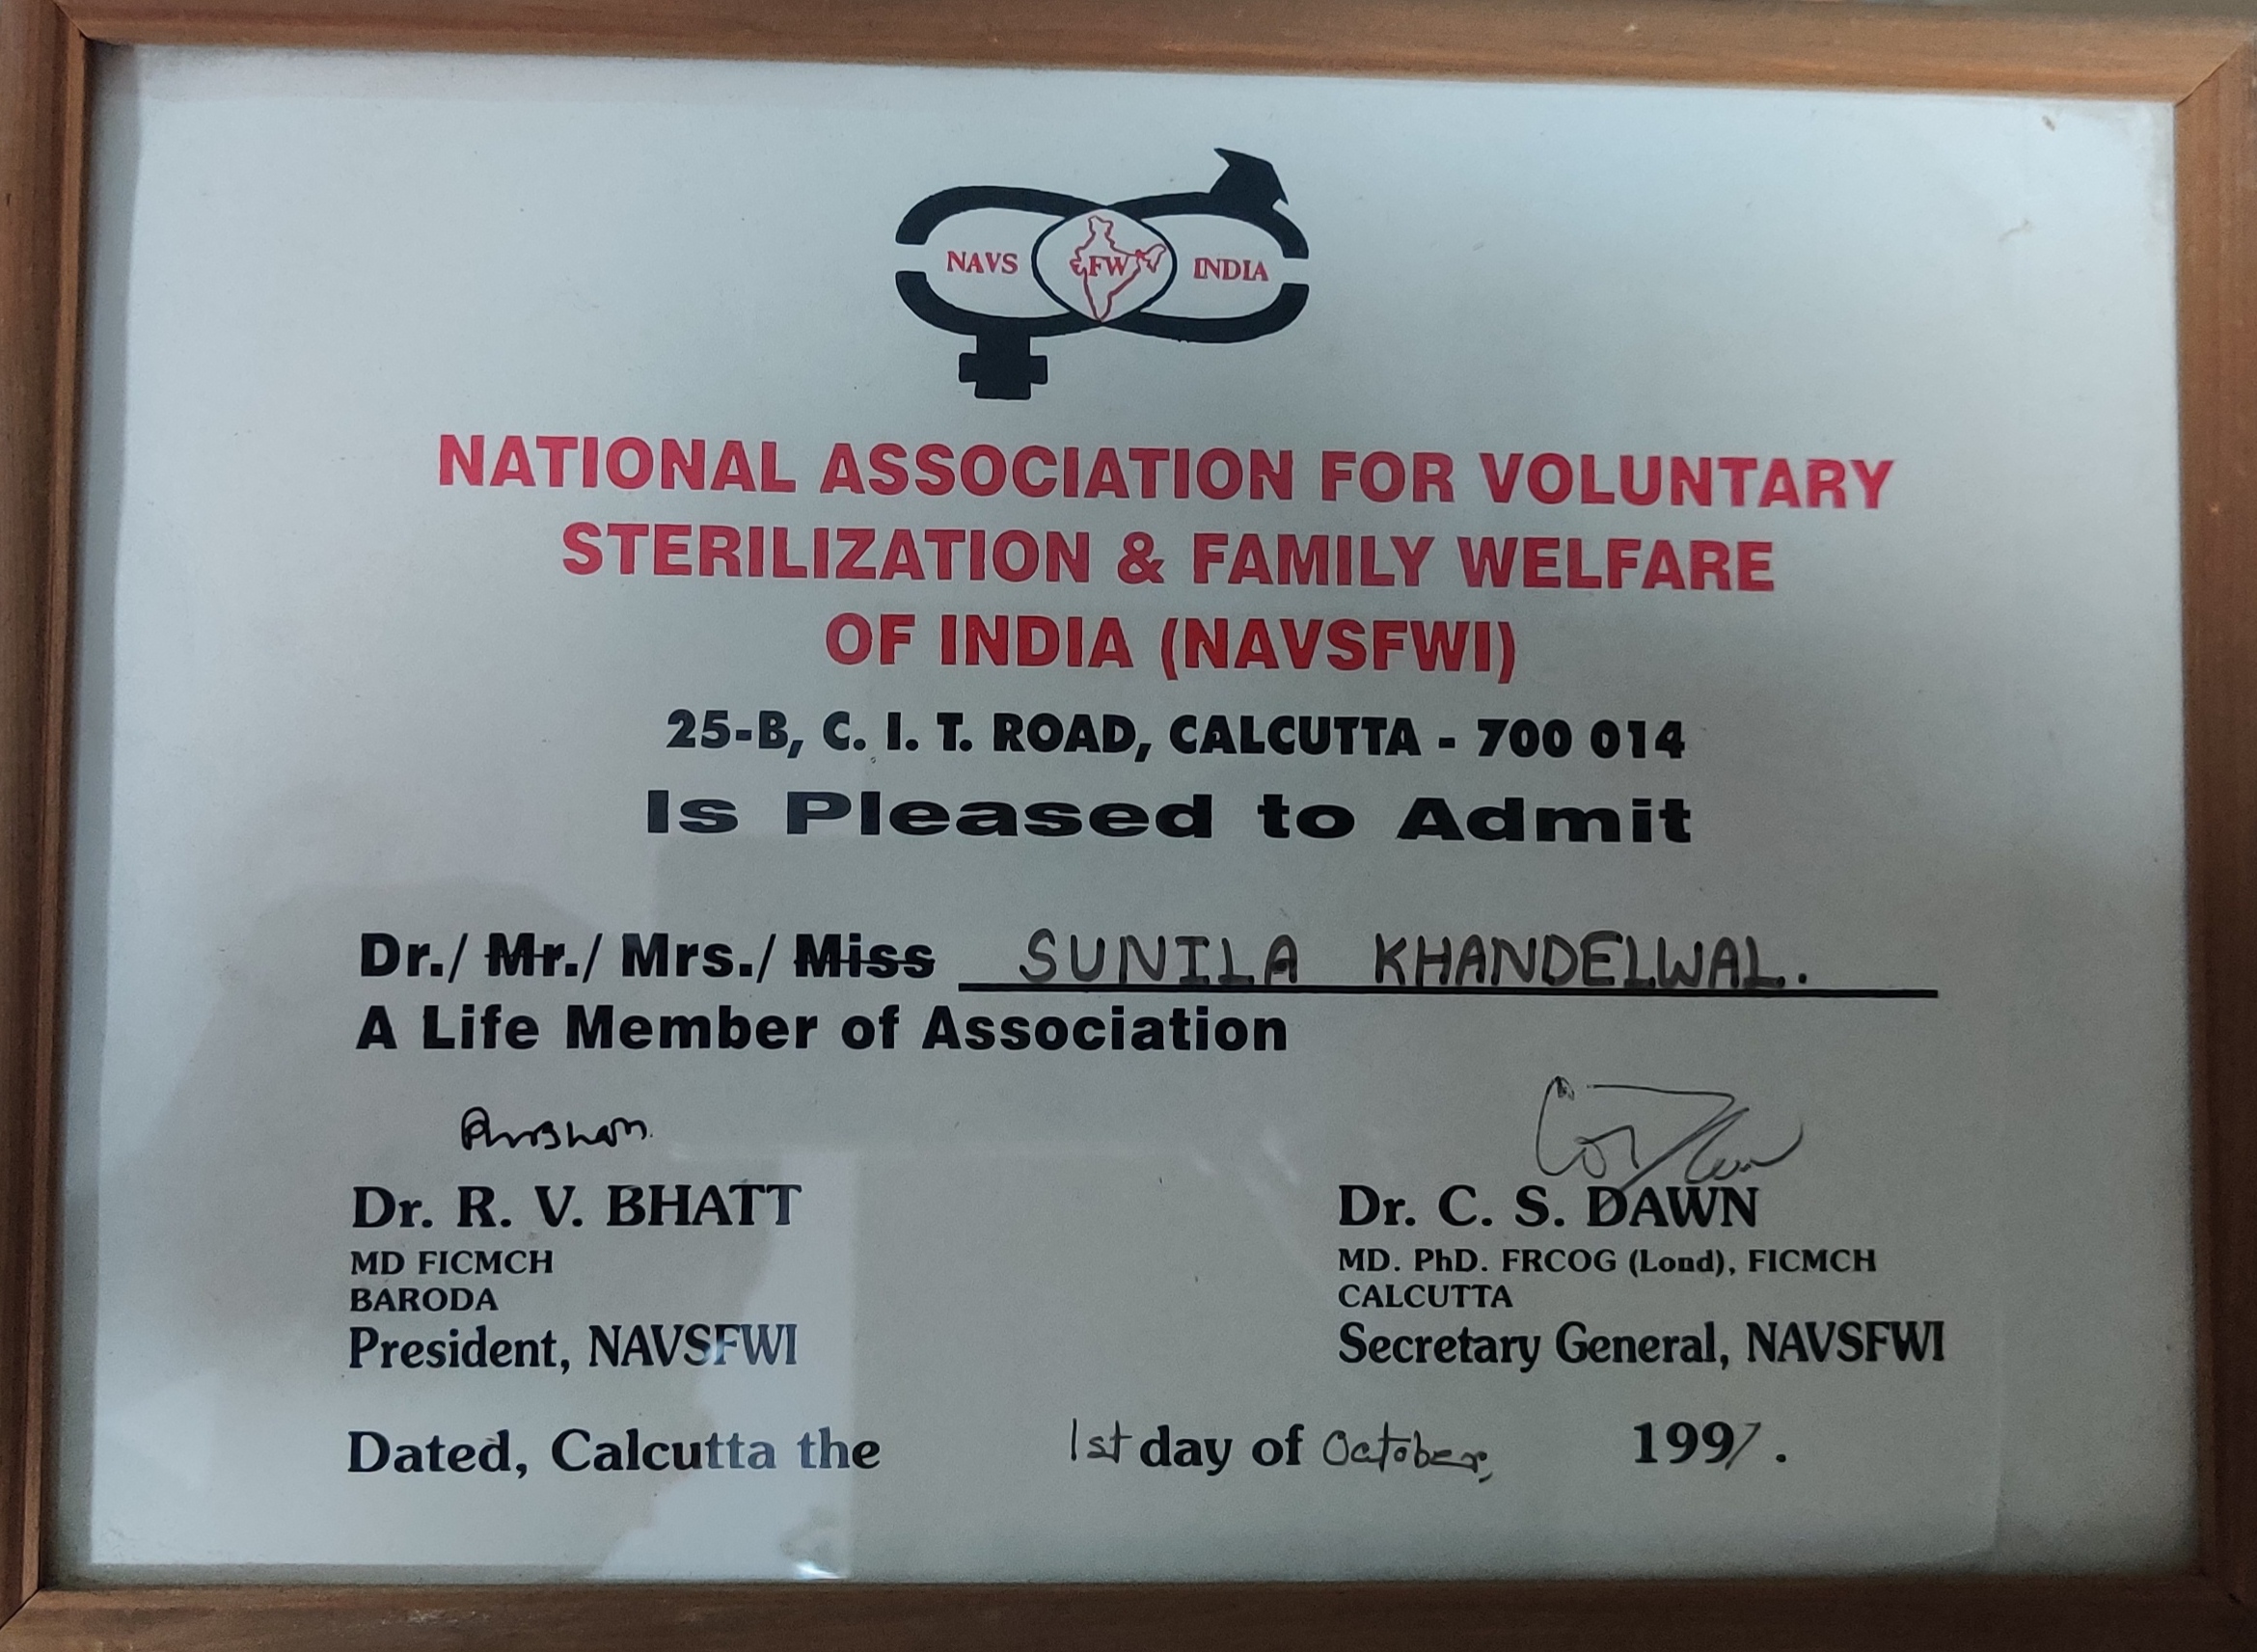 NAVS FW INDIA
NATIONAL ASSOCIATION FOR VOLUNTARY
STERILIZATION & FAMILY WELFARE
OF INDIA (NAVSFWI)
25-B, C. I. T. ROAD, CALCUTTA - 700 014
Is Pleased to Admit
Dr./ Mr./ Mrs./ Miss SUNILA KHANDELWAL.
A Life Member of Association
Dr. R. V. BHATT
MD FICMCH
BARODA
President, NAVSFWI
Dr. C. S. DAWN
MD. PhD. FRCOG (Lond), FICMCH
CALCUTTA
Secretary General, NAVSFWI
Dated, Calcutta the 1st day of October, 1997.